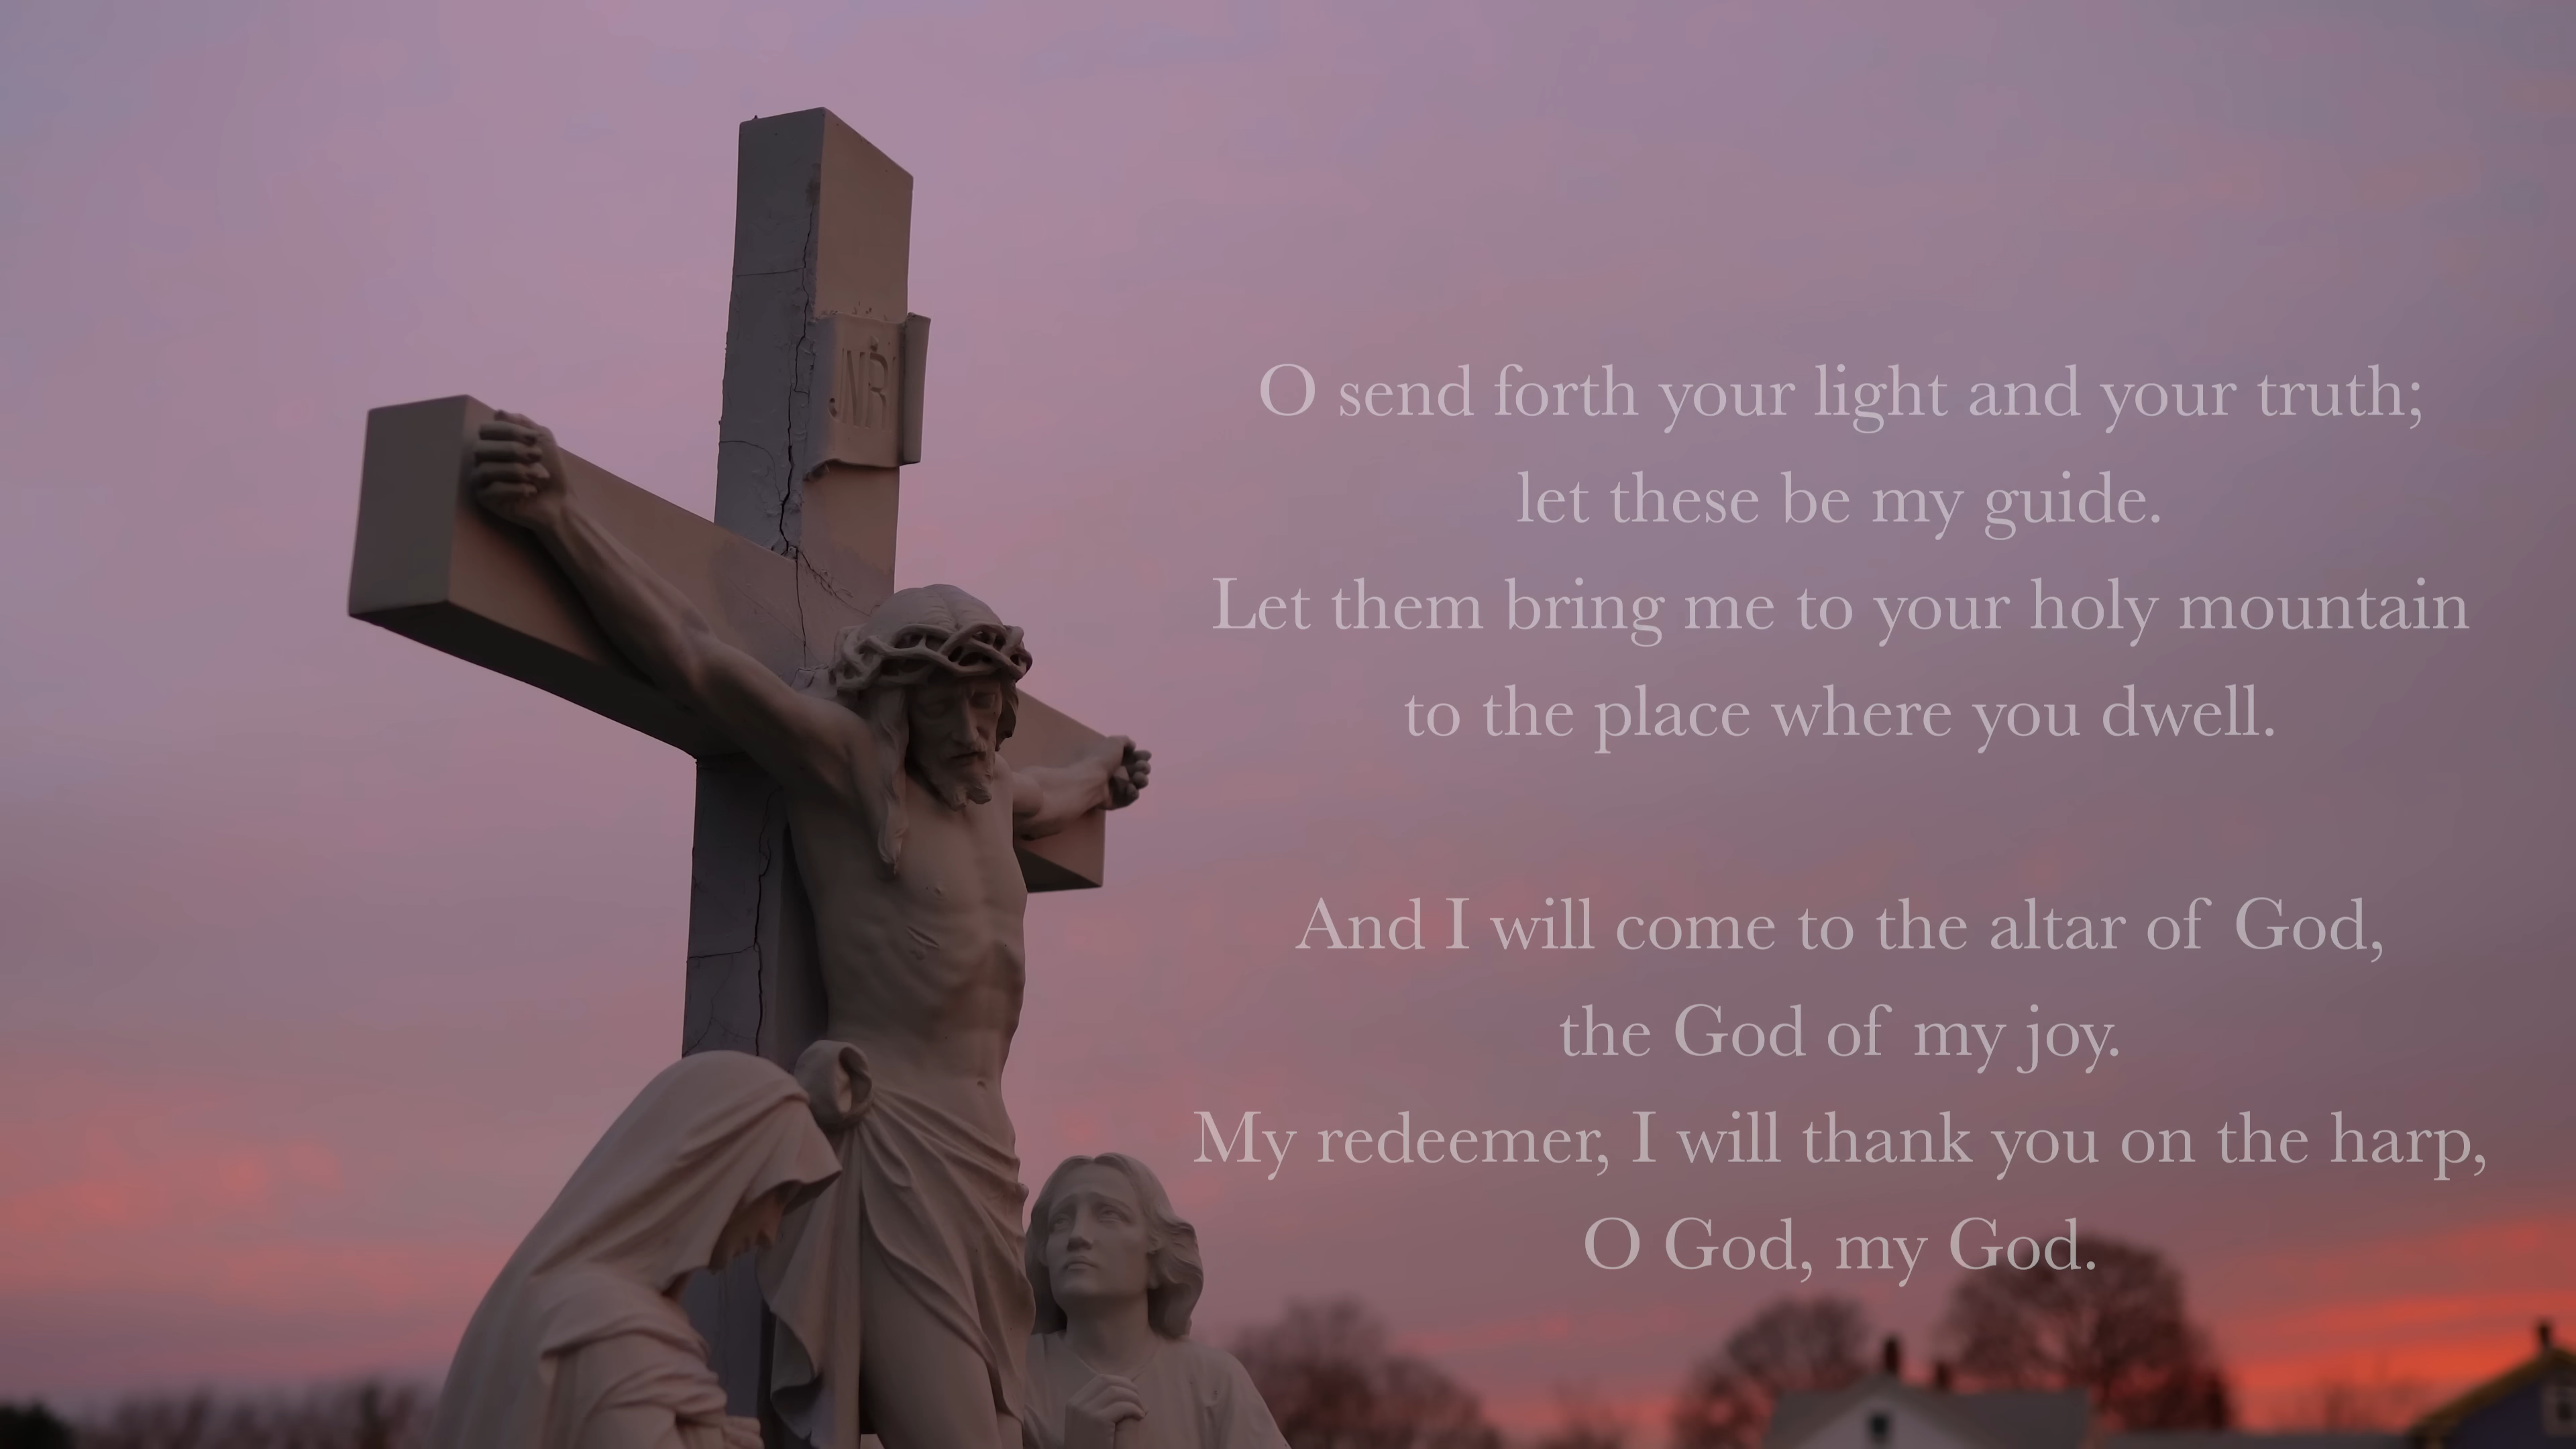 INRI
O send forth your light and your truth;
let these be my guide.
Let them bring me to your holy mountain
to the place where you dwell.
And I will come to the altar of God,
the God of my joy.
My redeemer, I will thank you on the harp,
O God, my God.